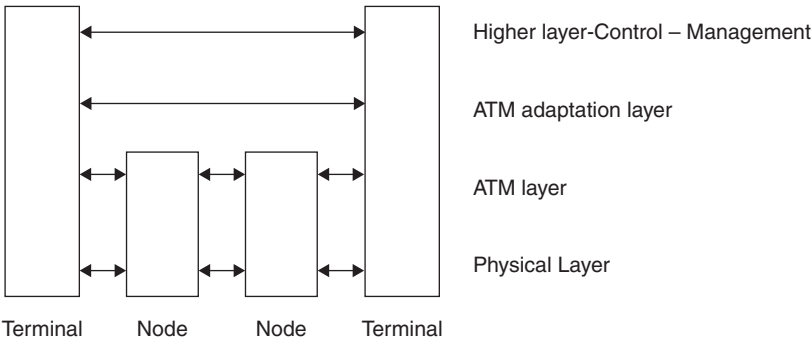 Higher layer-Control – Management
ATM adaptation layer
ATM layer
Physical Layer
Terminal Node Node Terminal